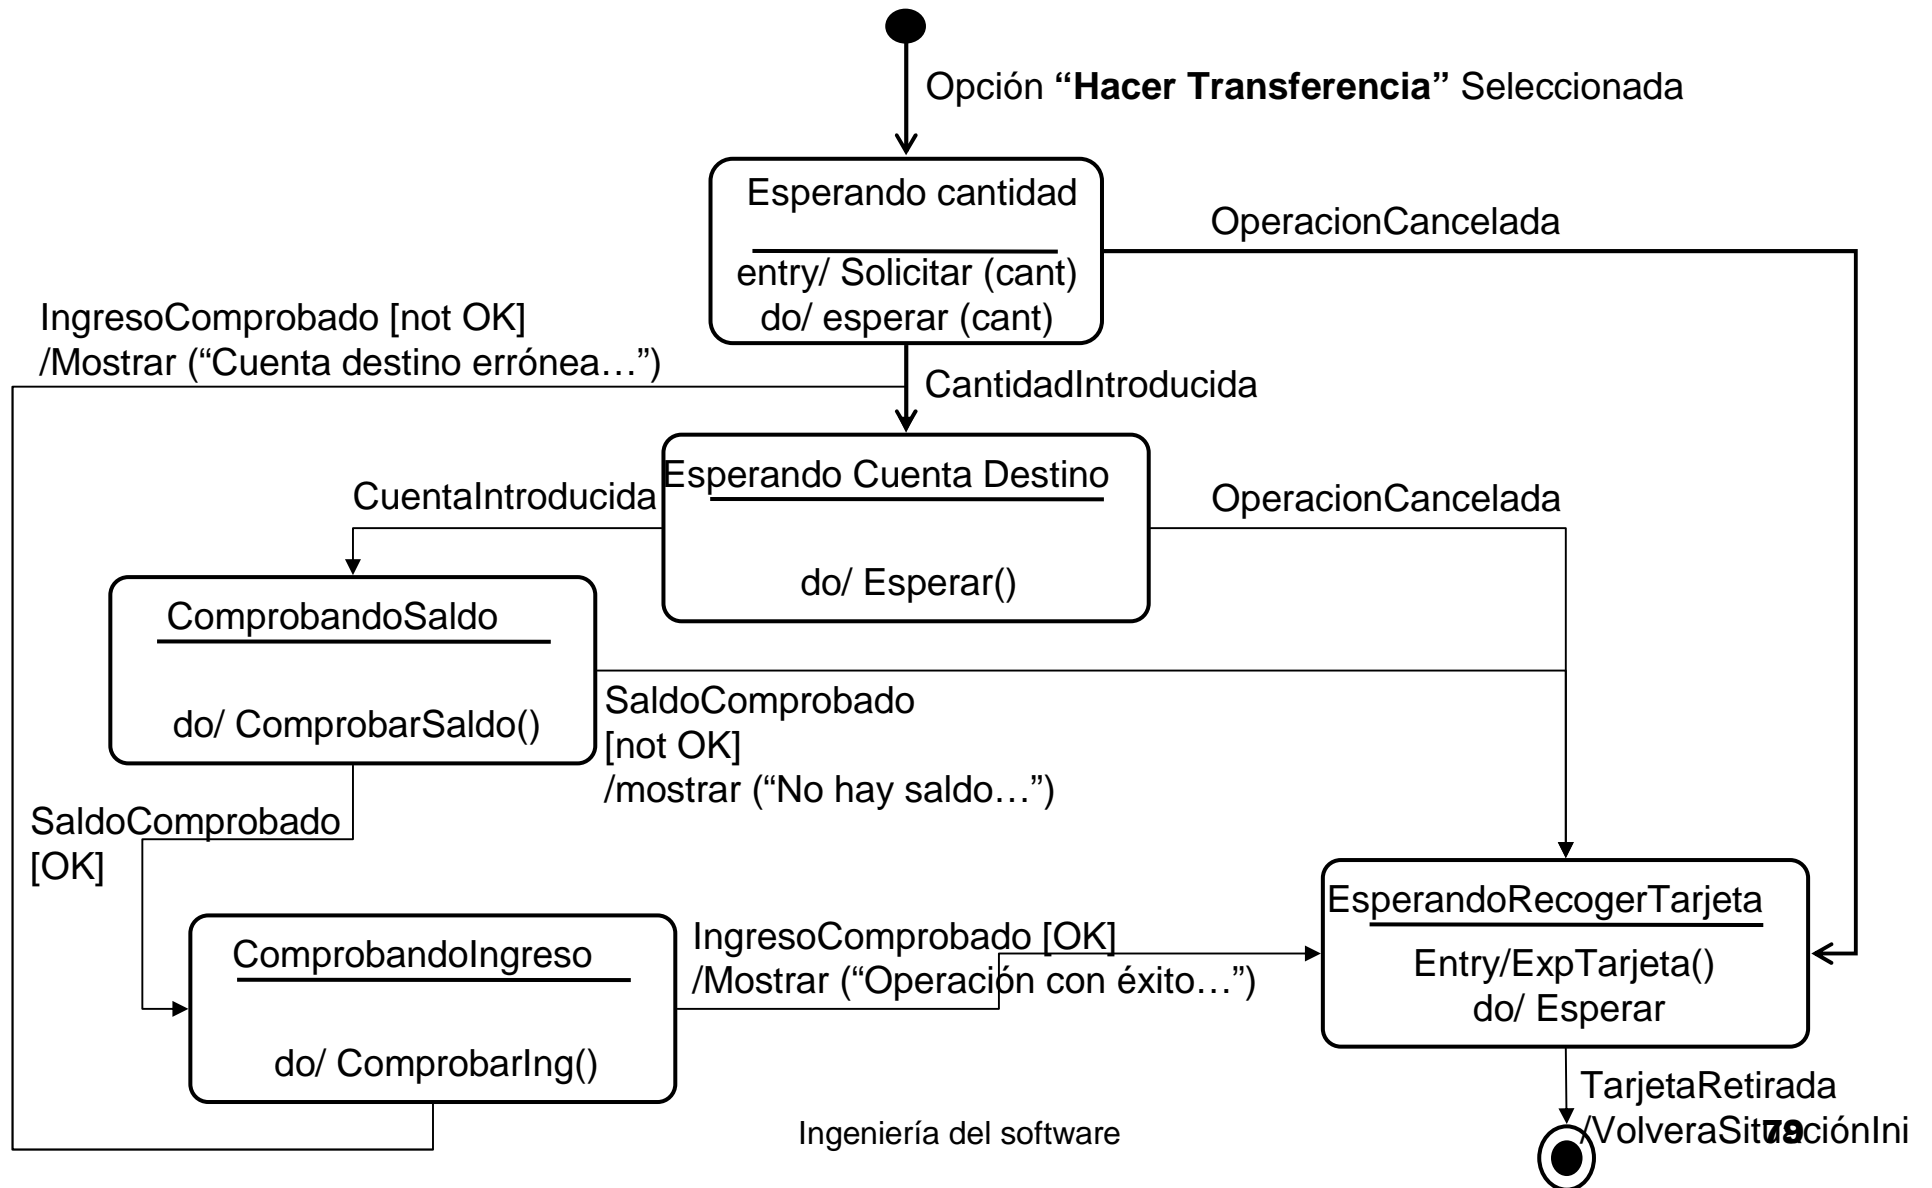 Opción “Hacer Transferencia” Seleccionada
Esperando cantidad
entry/ Solicitar (cant)
do/ esperar (cant)
OperacionCancelada
IngresoComprobado [not OK]
/Mostrar (“Cuenta destino errónea…”)
CantidadIntroducida
Esperando Cuenta Destino
do/ Esperar()
CuentaIntroducida
OperacionCancelada
ComprobandoSaldo
do/ ComprobarSaldo()
SaldoComprobado
[not OK]
/mostrar (“No hay saldo…”)
SaldoComprobado
[OK]
ComprobandoIngreso
do/ ComprobarIng()
IngresoComprobado [OK]
/Mostrar (“Operación con éxito…”)
EsperandoRecogerTarjeta
Entry/ExpTarjeta()
do/ Esperar
TarjetaRetirada
/VolveraSituaciónIni
Ingeniería del software
79